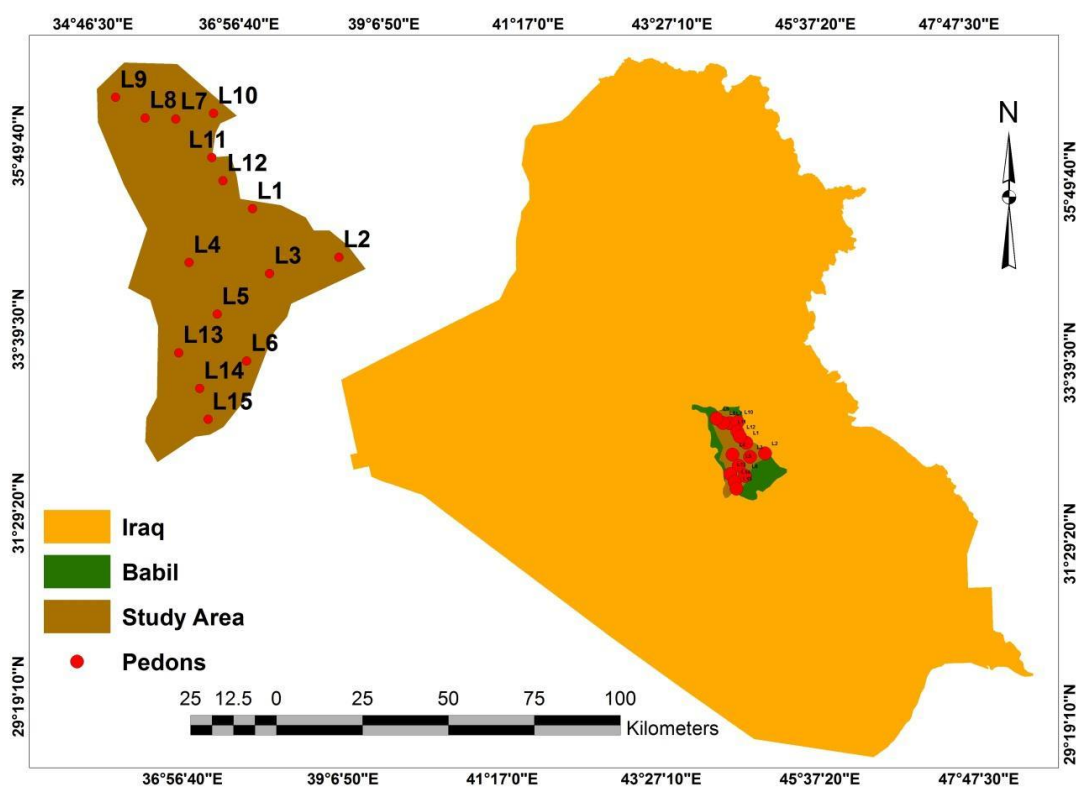 34°46'30"E 36°56'40"E 39°6'50"E 41°17'0"E 43°27'10"E 45°37'20"E 47°47'30"E
35°49'40"N
33°39'30"N
31°29'20"N
29°19'10"N
L9
L8 L7 L10
L11
L12
L1
L4 L3 L2
L5
L13 L6
L14
L15
N
35°49'40"N
33°39'30"N
31°29'20"N
29°19'10"N
L10
L12
L1
L2
Iraq
Babil
Study Area
Pedons
25 12.5 0 25 50 75 100
Kilometers
36°56'40"E 39°6'50"E 41°17'0"E 43°27'10"E 45°37'20"E 47°47'30"E